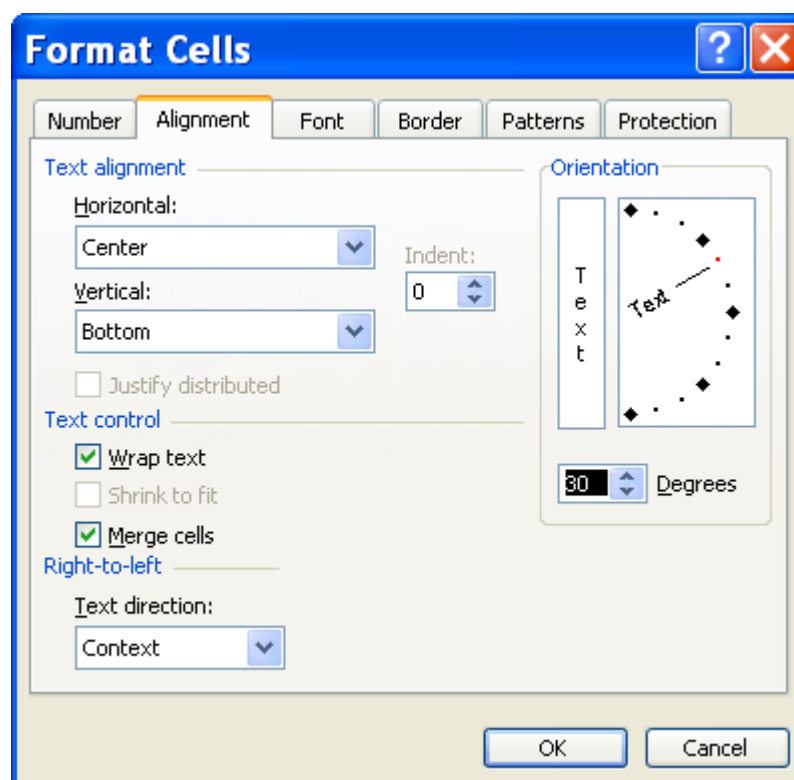 Format Cells
Number Alignment Font Border Patterns Protection
Text alignment
Horizontal:
Center
Indent:
0
Vertical:
Bottom
Justify distributed
Text control
Wrap text
Shrink to fit
Merge cells
Right-to-left
Text direction:
Context
Orientation
T
e
x
t
Text
30 Degrees
OK Cancel